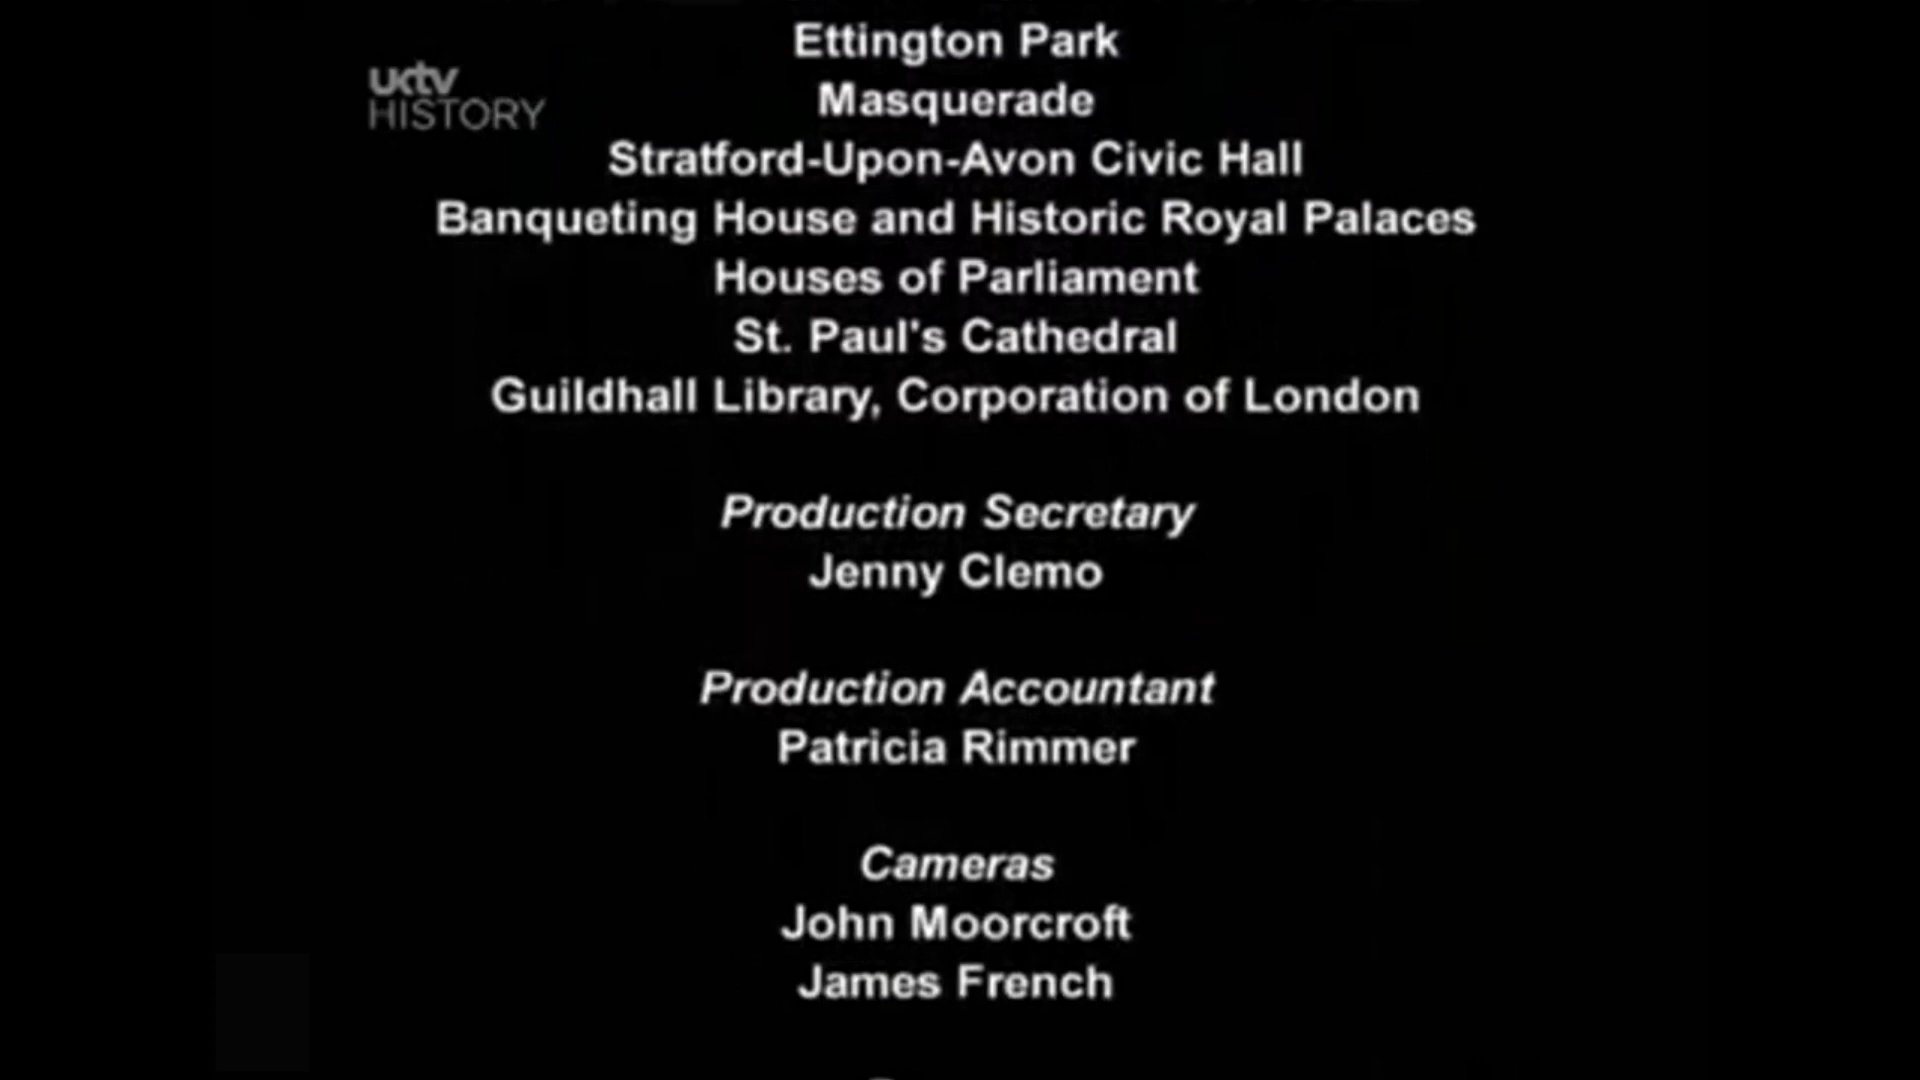 Ettington Park
uktv
HISTORY
Masquerade
Stratford-Upon-Avon Civic Hall
Banqueting House and Historic Royal Palaces
Houses of Parliament
St. Paul's Cathedral
Guildhall Library, Corporation of London
Production Secretary
Jenny Clemo
Production Accountant
Patricia Rimmer
Cameras
John Moorcroft
James French